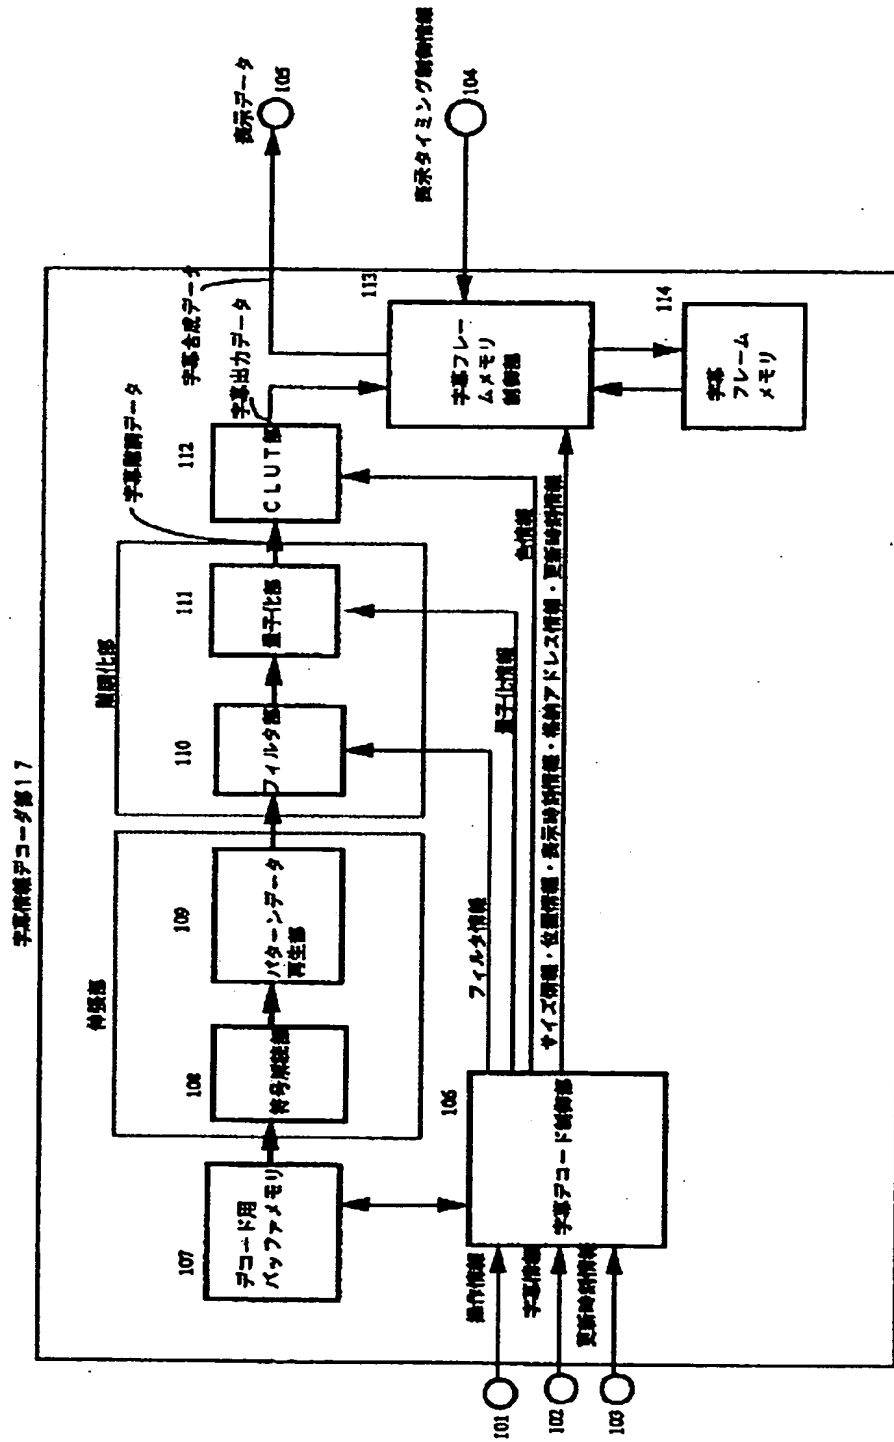 字幕情報デコーダ部17
伸張部
階調化部
107
デコード用
バッファメモリ
108
符号解読部
109
パターンデータ
再生部
110
フィルタ部
111
量子化部
字幕階調データ
112
CLUT部
字幕出力データ
字幕合成データ
表示データ
105
表示タイミング制御情報
104
113
字幕フレー
ムメモリ
制御部
114
字幕
フレーム
メモリ
フィルタ情報
量子化情報
色情報
サイズ情報・位置情報・表示時刻情報・格納アドレス情報・更新時刻情報
106
字幕デコード制御部
操作情報
字幕情報
更新時刻情報
101
102
103